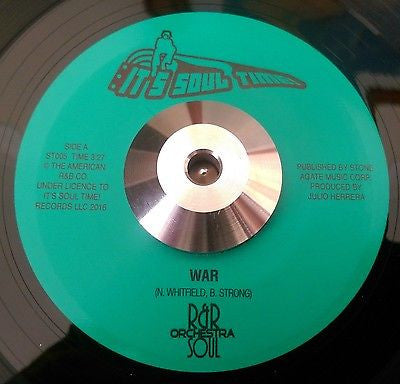 IT'S SOUL TIME!
SIDE A
ST005 TIME 3:27
© THE AMERICAN
R&B CO.
UNDER LICENCE TO
IT'S SOUL TIME!
RECORDS LLC 2016
PUBLISHED BY STONE
AGATE MUSIC CORP.
PRODUCED BY
JULIO HERRERA
WAR
(N. WHITFIELD, B. STRONG)
R&R
ORCHESTRA
SOUL